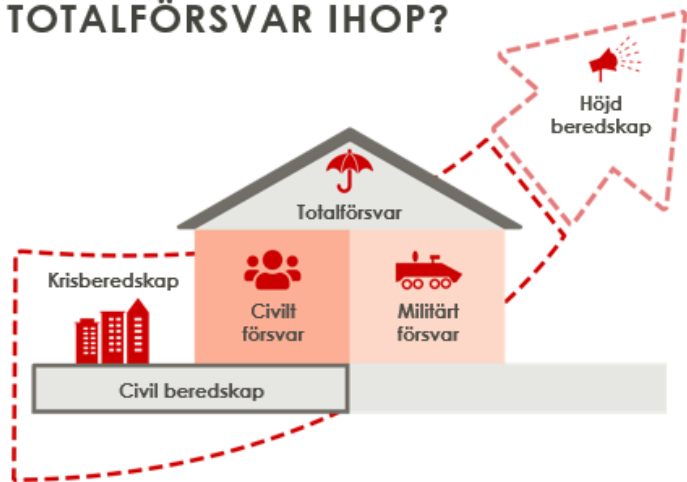 TOTALFÖRSVAR IHOP?
Höjd
beredskap
Totalförsvar
Krisberedskap
Civilt
försvar
Militärt
försvar
Civil beredskap